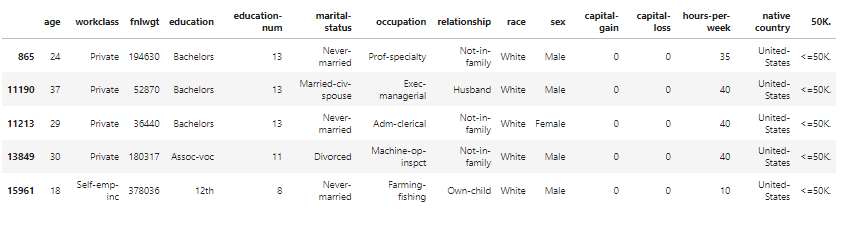 age workclass fnlwgt education education-num marital-status occupation relationship race sex capital-gain capital-loss hours-per-week native country 50K.
865 24 Private 194630 Bachelors 13 Never-married Prof-specialty Not-in-family White Male 0 0 35 United-States <=50K.
11190 37 Private 52870 Bachelors 13 Married-civ-spouse Exec-managerial Husband White Male 0 0 40 United-States <=50K.
11213 29 Private 36440 Bachelors 13 Never-married Adm-clerical Not-in-family White Female 0 0 40 United-States <=50K.
13849 30 Private 180317 Assoc-voc 11 Divorced Machine-op-inspct Not-in-family White Male 0 0 40 United-States <=50K.
15961 18 Self-emp-inc 378036 12th 8 Never-married Farming-fishing Own-child White Male 0 0 10 United-States <=50K.